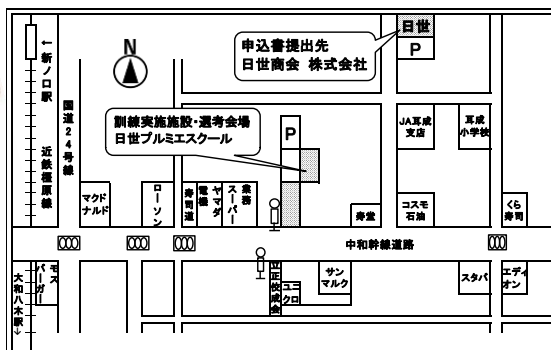 日世
P
申込書提出先
日世商会 株式会社
N
←新ノ口駅
近鉄橿原線
国道24号線
訓練実施施設・選考会場
日世プルミエスクール
P
JA耳成
支店
耳成
小学校
マクド
ナルド
ローソン
寿司道
ヤマダ
電機
業務
スーパー
寿堂
コスモ
石油
くら
寿司
中和幹線道路
モス
バーガー
大和八木駅→
立正佼成会
ユニ
クロ
サン
マルク
スタバ
エディ
オン